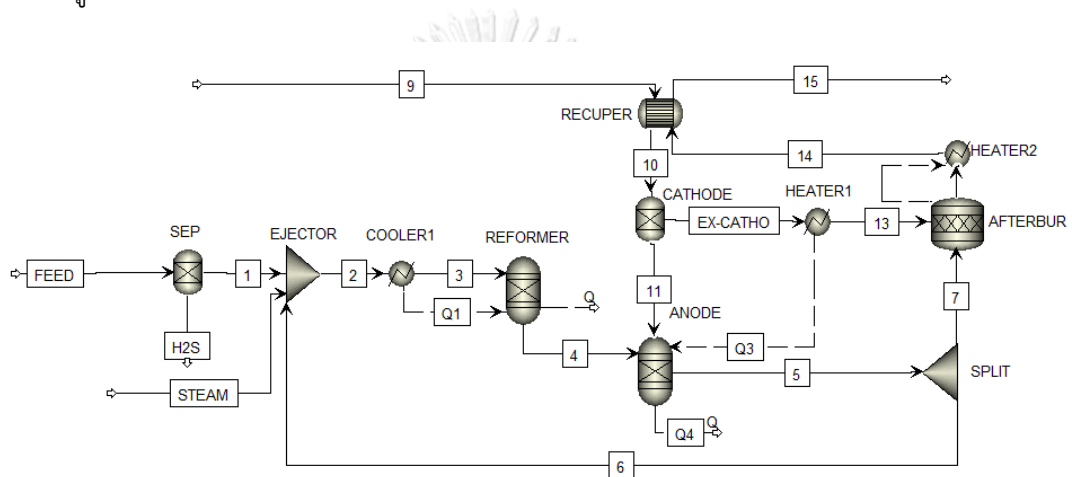 9
15
RECUPER
HEATER2
14
10
CATHODE
HEATER1
EX-CATHO
13
AFTERBUR
SEP
EJECTOR
COOLER1
REFORMER
FEED
1
2
3
Q
11
Q1
ANODE
7
H2S
4
Q3
5
SPLIT
STEAM
Q4
Q
6